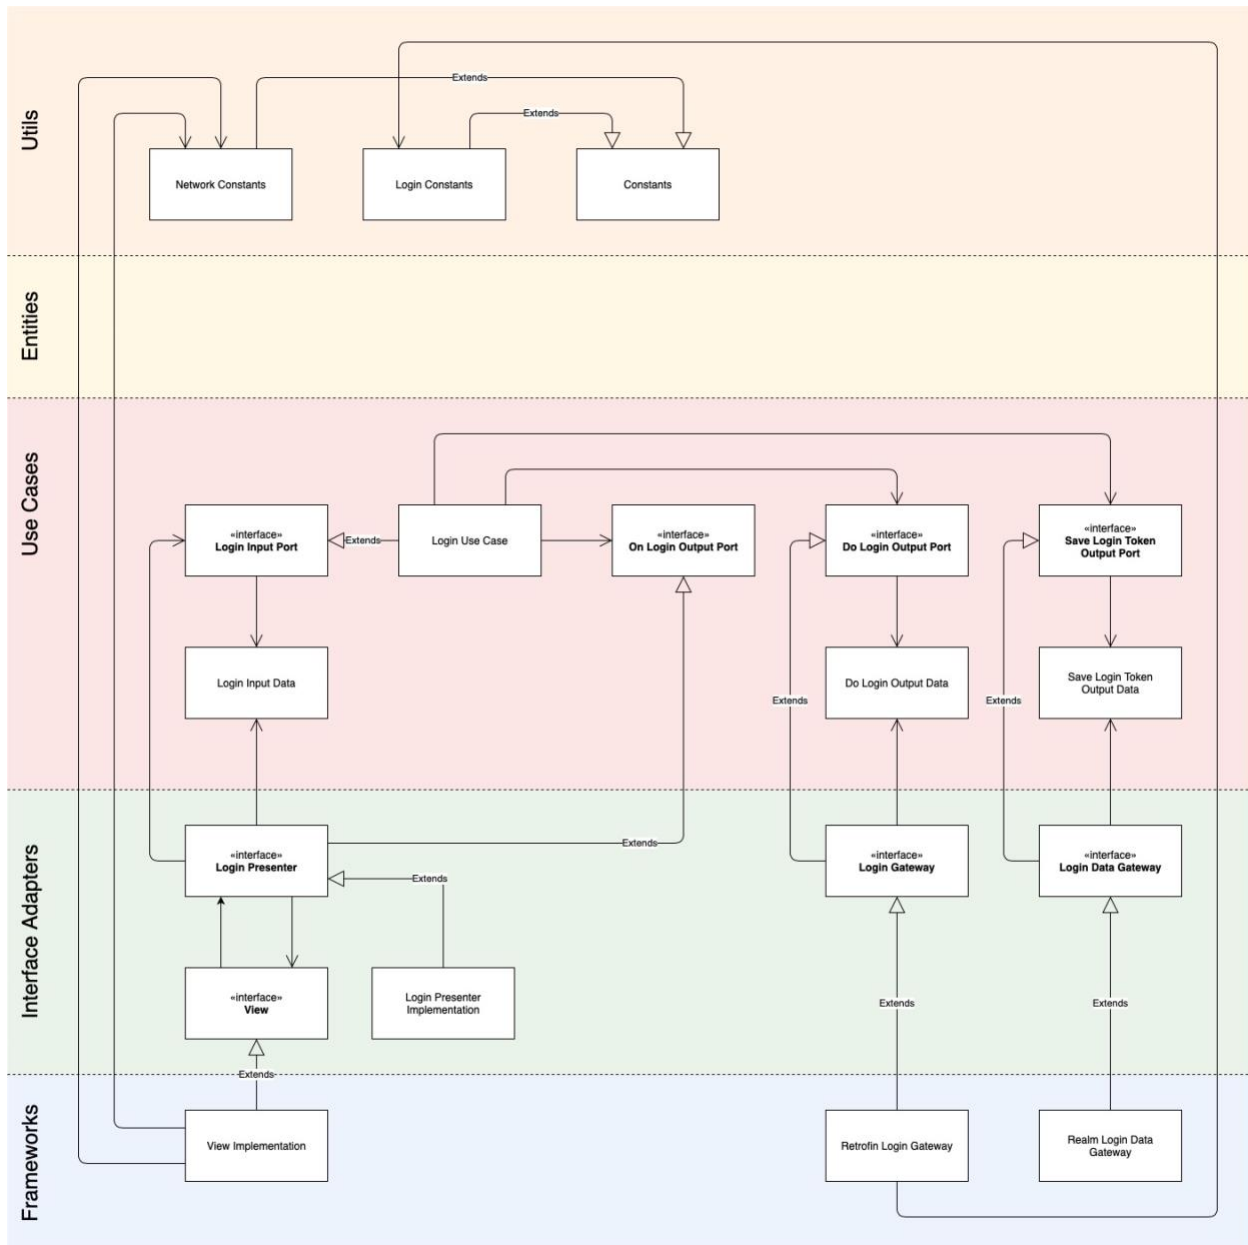 Utils
Extends
Extends
Network Constants
Login Constants
Constants
Entities
Use Cases
«interface»
Login Input Port
Extends
Login Use Case
«interface»
On Login Output Port
«interface»
Do Login Output Port
«interface»
Save Login Token
Output Port
Login Input Data
Do Login Output Data
Save Login Token
Output Data
Extends
Extends
Interface Adapters
«interface»
Login Presenter
Extends
«interface»
Login Gateway
«interface»
Login Data Gateway
Extends
«interface»
View
Login Presenter
Implementation
Extends
Extends
Extends
Frameworks
View Implementation
Retrofin Login Gateway
Realm Login Data
Gateway